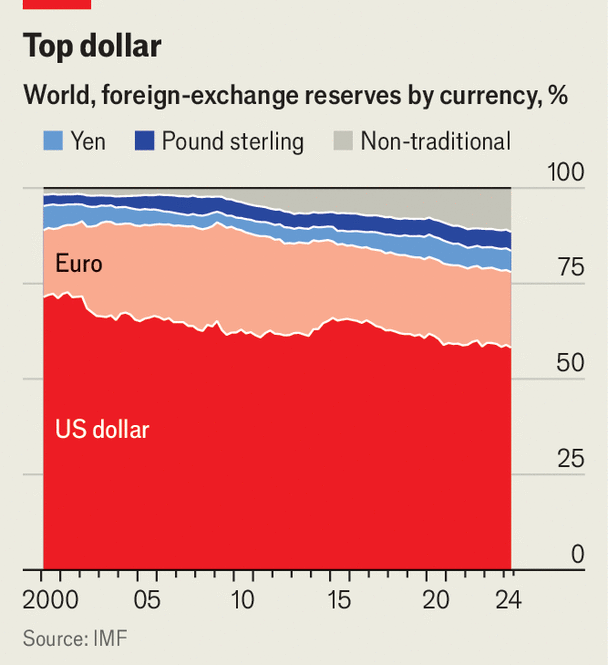 Top dollar
World, foreign-exchange reserves by currency, %
Yen Pound sterling Non-traditional
100
75
Euro
50
US dollar
25
0
2000 05 10 15 20 24
Source: IMF